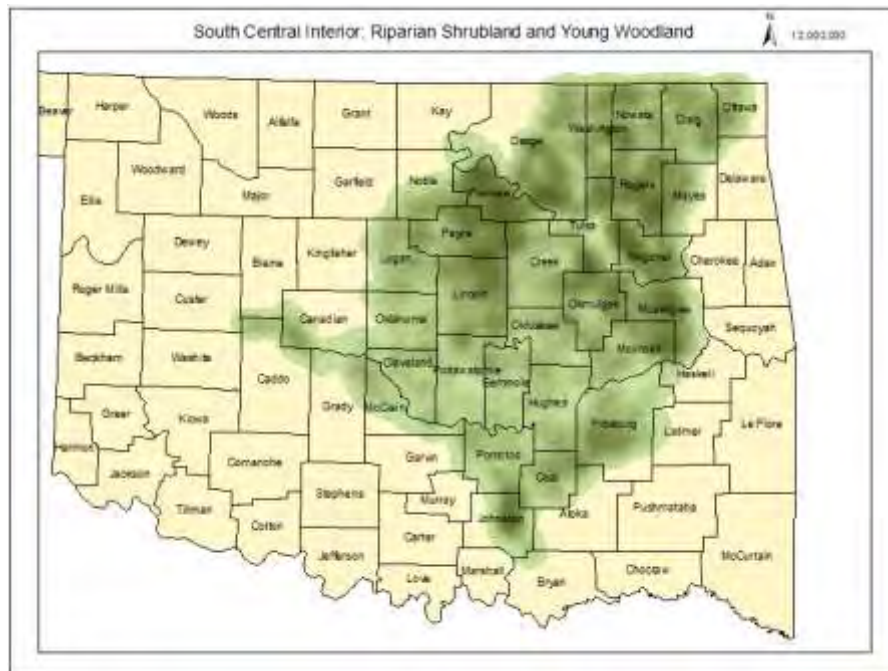 South Central Interior: Riparian Shrubland and Young Woodland
N
1:2,000,000
Beaver Harper Woods Alfalfa Grant Kay Osage Washington Nowata Craig Ottawa
Ellis Woodward Major Garfield Noble Pawnee Rogers Mayes Delaware
Dewey Blaine Kingfisher Logan Payne Creek Tulsa Wagoner Cherokee Adair
Roger Mills Custer Canadian Oklahoma Lincoln Okfuskee Okmulgee Muskogee Sequoyah
Beckham Washita Caddo Grady Cleveland McClain Pottawatomie Seminole Hughes McIntosh Haskell
Harmon Greer Kiowa Comanche Garvin Pontotoc Coal Pittsburg Latimer Le Flore
Jackson Tillman Cotton Stephens Murray Johnston Atoka Pushmataha
Jefferson Carter Love Marshall Bryan Choctaw McCurtain